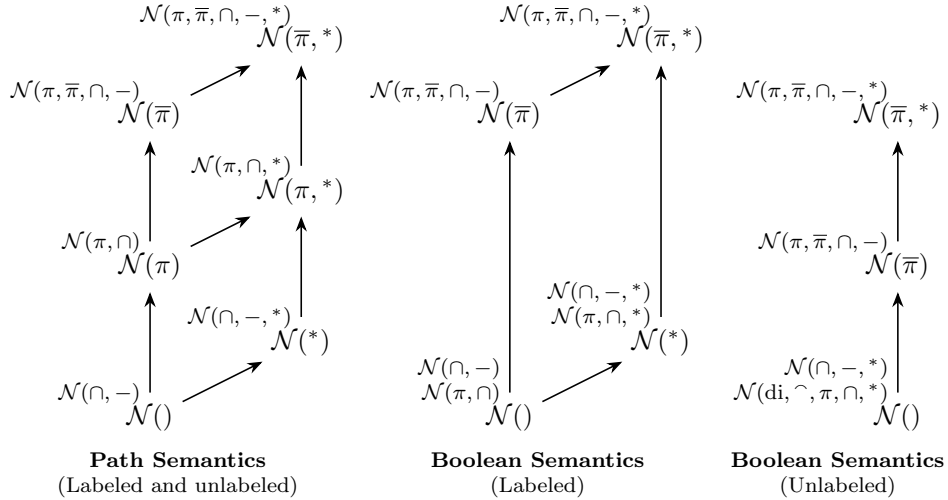 𝒩(π, π̅, ∩, −, *)
𝒩(π̅, *)
𝒩(π, π̅, ∩, −)
𝒩(π̅)
𝒩(π, ∩, *)
𝒩(π, *)
𝒩(π, ∩)
𝒩(π)
𝒩(∩, −, *)
𝒩(*)
𝒩(∩, −)
𝒩()
Path Semantics
(Labeled and unlabeled)
𝒩(π, π̅, ∩, −, *)
𝒩(π̅, *)
𝒩(π, π̅, ∩, −)
𝒩(π̅)
𝒩(∩, −, *)
𝒩(π, ∩, *)
𝒩(*)
𝒩(∩, −)
𝒩(π, ∩)
𝒩()
Boolean Semantics
(Labeled)
𝒩(π, π̅, ∩, −, *)
𝒩(π̅, *)
𝒩(π, π̅, ∩, −)
𝒩(π̅)
𝒩(∩, −, *)
𝒩(di, ⌢, π, ∩, *)
𝒩()
Boolean Semantics
(Unlabeled)